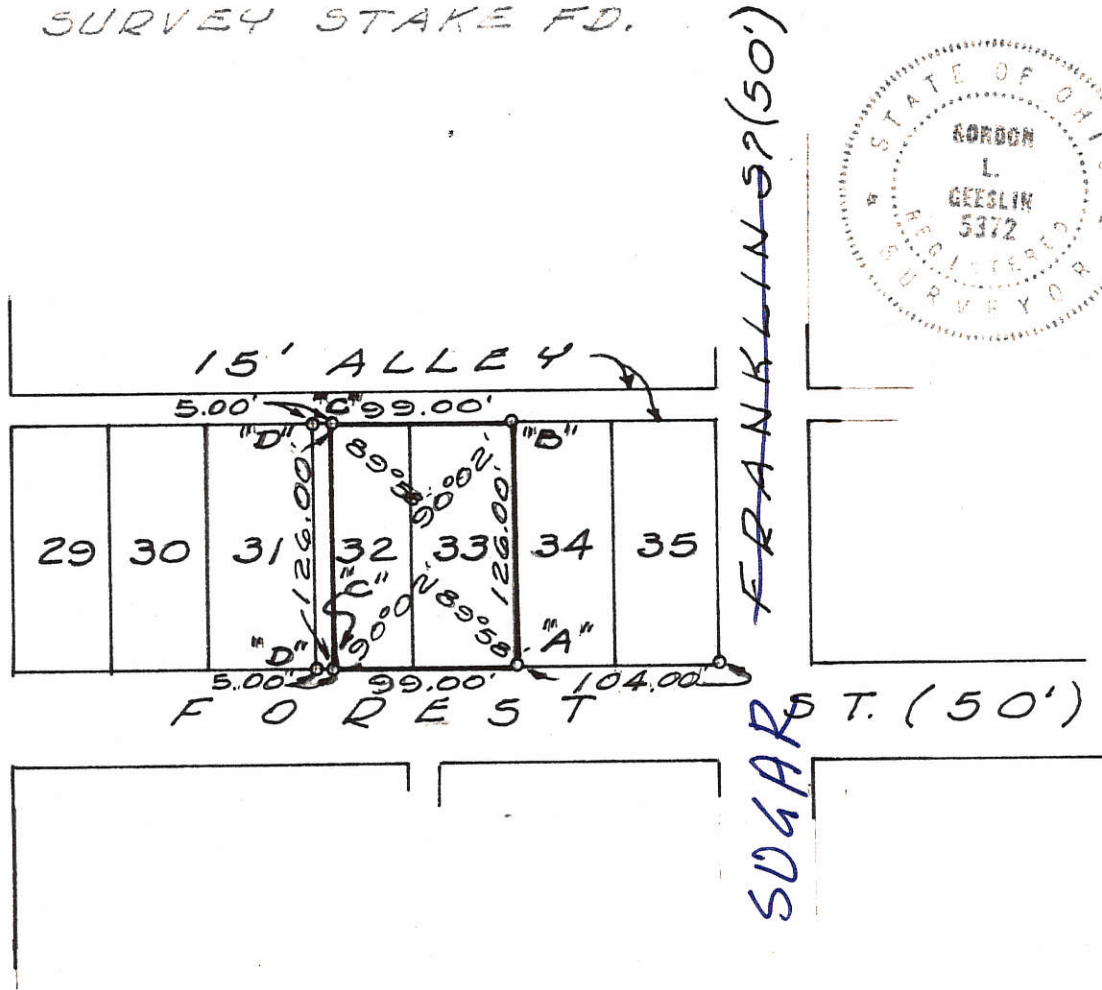 SURVEY STAKE FD.
FRANKLIN ST (50')
STATE OF OHIO
GORDON
L.
GEESLIN
5372
REGISTERED
SURVEYOR
15' ALLEY
5.00' "C" 99.00'
"D" "B"
89°58' 90°02'
126.00' 126.00'
29 30 31 32 33 34 35
"C"
90°02' 89°58'
"D" "A"
5.00' 99.00' 104.00'
FOREST ST. (50')
SUGAR